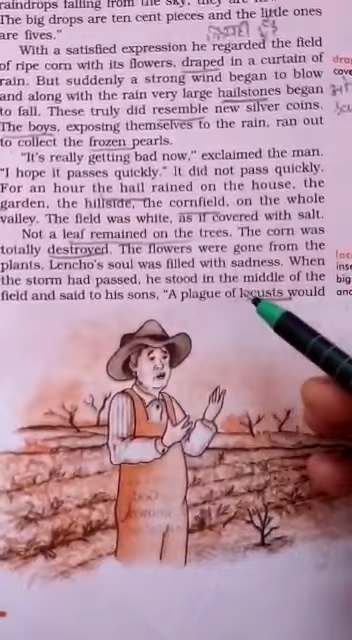 raindrops falling from the sky, they are new
The big drops are ten cent pieces and the little ones
are fives."
With a satisfied expression he regarded the field
of ripe corn with its flowers, draped in a curtain of
rain. But suddenly a strong wind began to blow
and along with the rain very large hailstones began
to fall. These truly did resemble new silver coins.
The boys, exposing themselves to the rain, ran out
to collect the frozen pearls.
"It's really getting bad now," exclaimed the man.
"I hope it passes quickly." It did not pass quickly.
For an hour the hail rained on the house, the
garden, the hillside, the cornfield, on the whole
valley. The field was white, as if covered with salt.
Not a leaf remained on the trees. The corn was
totally destroyed. The flowers were gone from the
plants. Lencho's soul was filled with sadness. When
the storm had passed, he stood in the middle of the
field and said to his sons, "A plague of locusts would